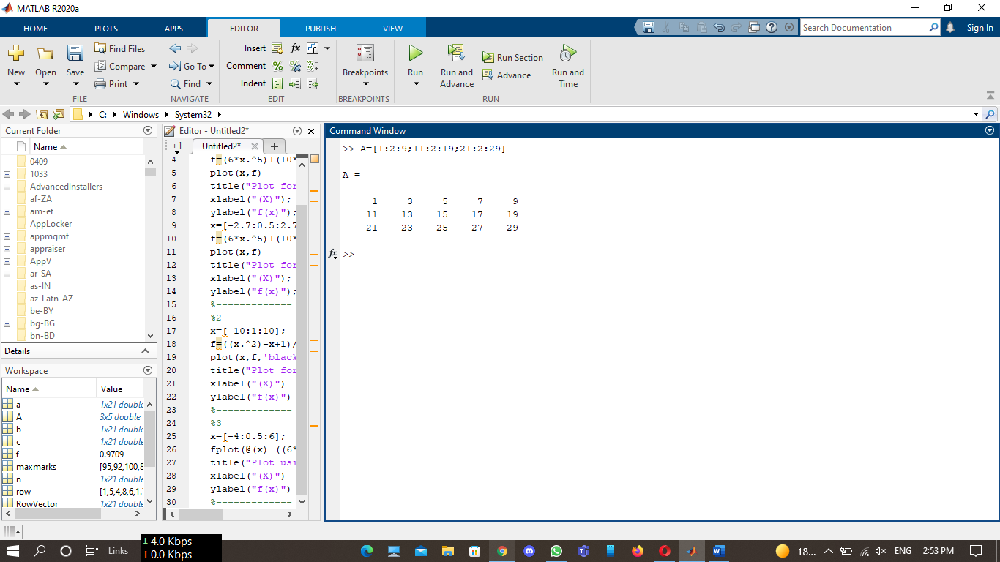 MATLAB R2020a
HOME PLOTS APPS EDITOR PUBLISH VIEW Search Documentation Sign In
New Open Save Find Files Compare Print
FILE
Go To Find
NAVIGATE
Insert fx
Comment %
Indent
EDIT
Breakpoints
BREAKPOINTS
Run Run and Advance Run Section Advance Run and Time
RUN
C: Windows System32
Current Folder
Name
0409
1033
AdvancedInstallers
af-ZA
am-et
AppLocker
appmgmt
appraiser
AppV
ar-SA
as-IN
az-Latn-AZ
be-BY
bg-BG
bn-BD
Details
Workspace
Name Value
a 1x21 double
A 3x5 double
b 1x21 double
c 1x21 double
f 0.9709
maxmarks [95,92,100,8
n 1x21 double
row [1,5,4,8,6,1.
RowVector 1x21 double
Editor - Untitled2*
+1 Untitled2* +
4 f=(6*x.^5)+(10*
5 plot(x,f)
6 title("Plot for
7 xlabel("(X)");
8 ylabel("f(x)");
9 x=[-2.7:0.5:2.7
10 f=(6*x.^5)+(10*
11 plot(x,f)
12 title("Plot for
13 xlabel("(X)");
14 ylabel("f(x)");
15 %-------------
16 %2
17 x=[-10:1:10];
18 f=((x.^2)-x+1)/
19 plot(x,f,'black
20 title("Plot for
21 xlabel("(X)")
22 ylabel("f(x)")
23 %-------------
24 %3
25 x=[-4:0.5:6];
26 fplot(@(x) ((6*
27 title("Plot usi
28 xlabel("(X)")
29 ylabel("f(x)")
30 %-------------
Command Window
>> A=[1:2:9;11:2:19;21:2:29]
A =
1 3 5 7 9
11 13 15 17 19
21 23 25 27 29
fx >>
Links
4.0 Kbps
0.0 Kbps
18... ENG 2:53 PM